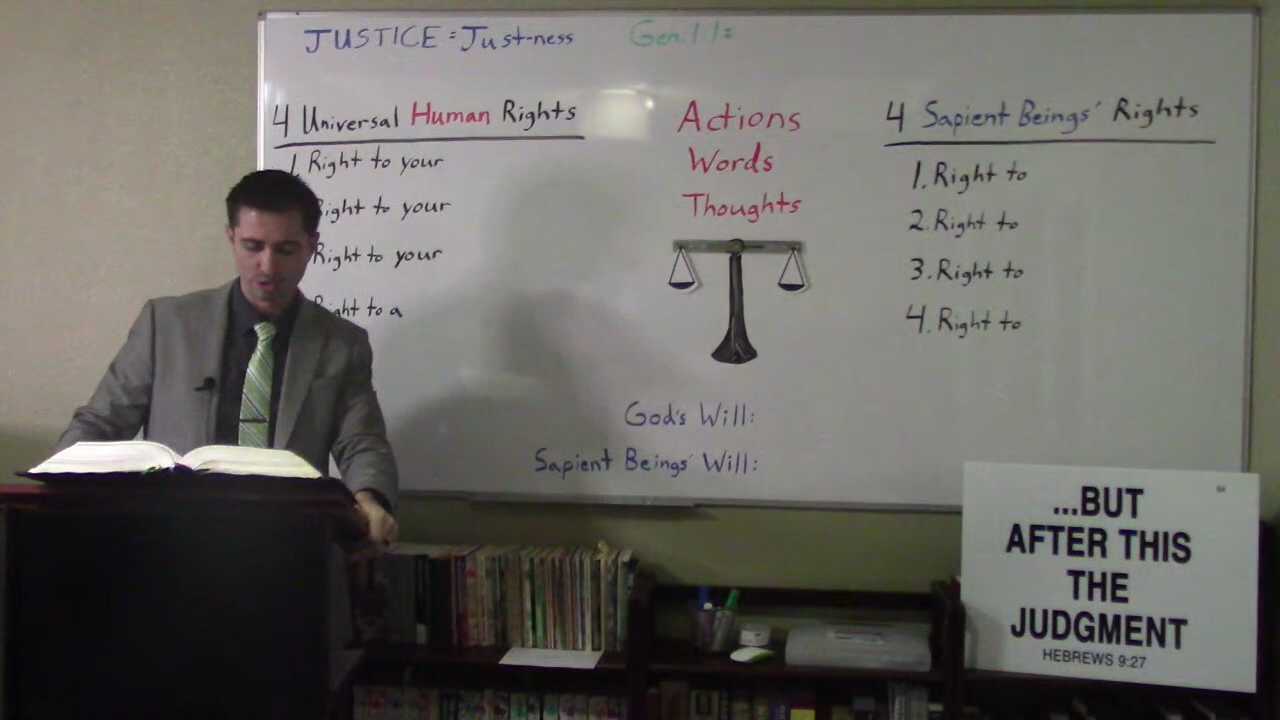 JUSTICE = Just-ness
Gen. 1:1=
4 Universal Human Rights
1. Right to your
Right to your
Right to your
Right to a
Actions
Words
Thoughts
4 Sapient Beings' Rights
1. Right to
2. Right to
3. Right to
4. Right to
God's Will:
Sapient Beings' Will:
84
...BUT
AFTER THIS
THE
JUDGMENT
HEBREWS 9:27